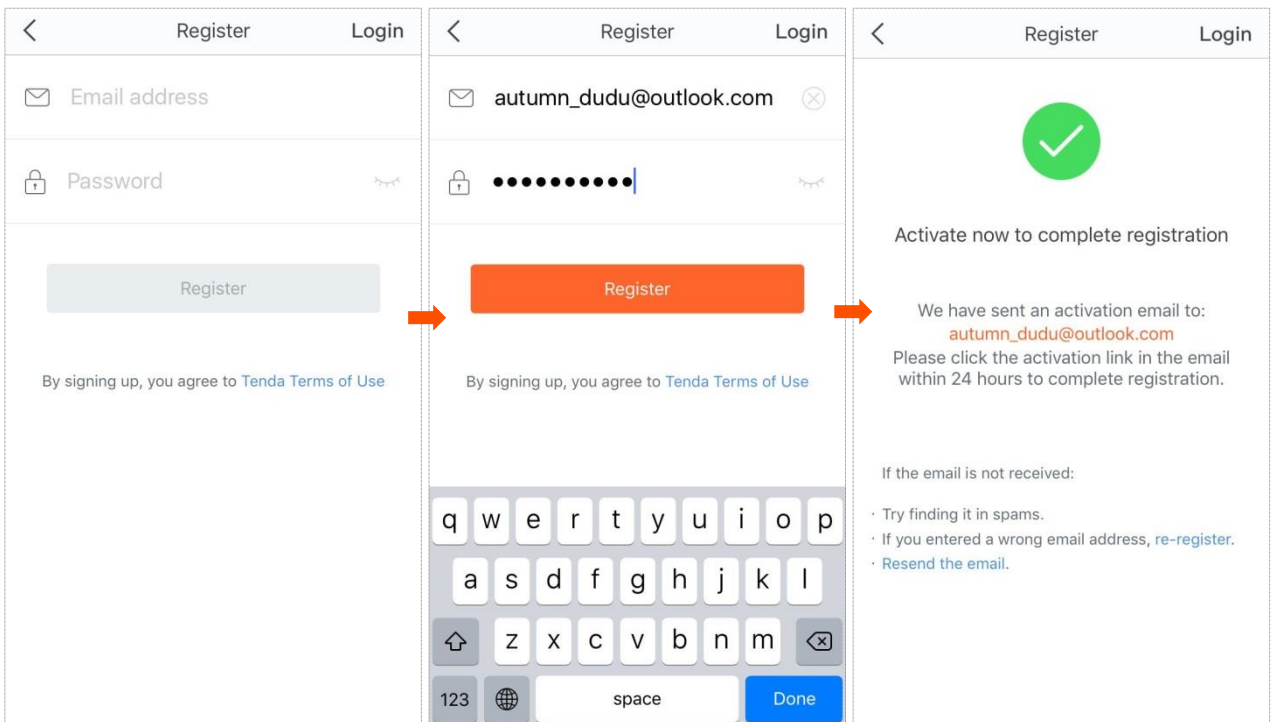 Register Login
Email address
Password
Register
By signing up, you agree to Tenda Terms of Use
Register Login
autumn_dudu@outlook.com
••••••••••
Register
By signing up, you agree to Tenda Terms of Use
q w e r t y u i o p
a s d f g h j k l
z x c v b n m
123 space Done
Register Login
Activate now to complete registration
We have sent an activation email to:
autumn_dudu@outlook.com
Please click the activation link in the email
within 24 hours to complete registration.
If the email is not received:
· Try finding it in spams.
· If you entered a wrong email address, re-register.
· Resend the email.